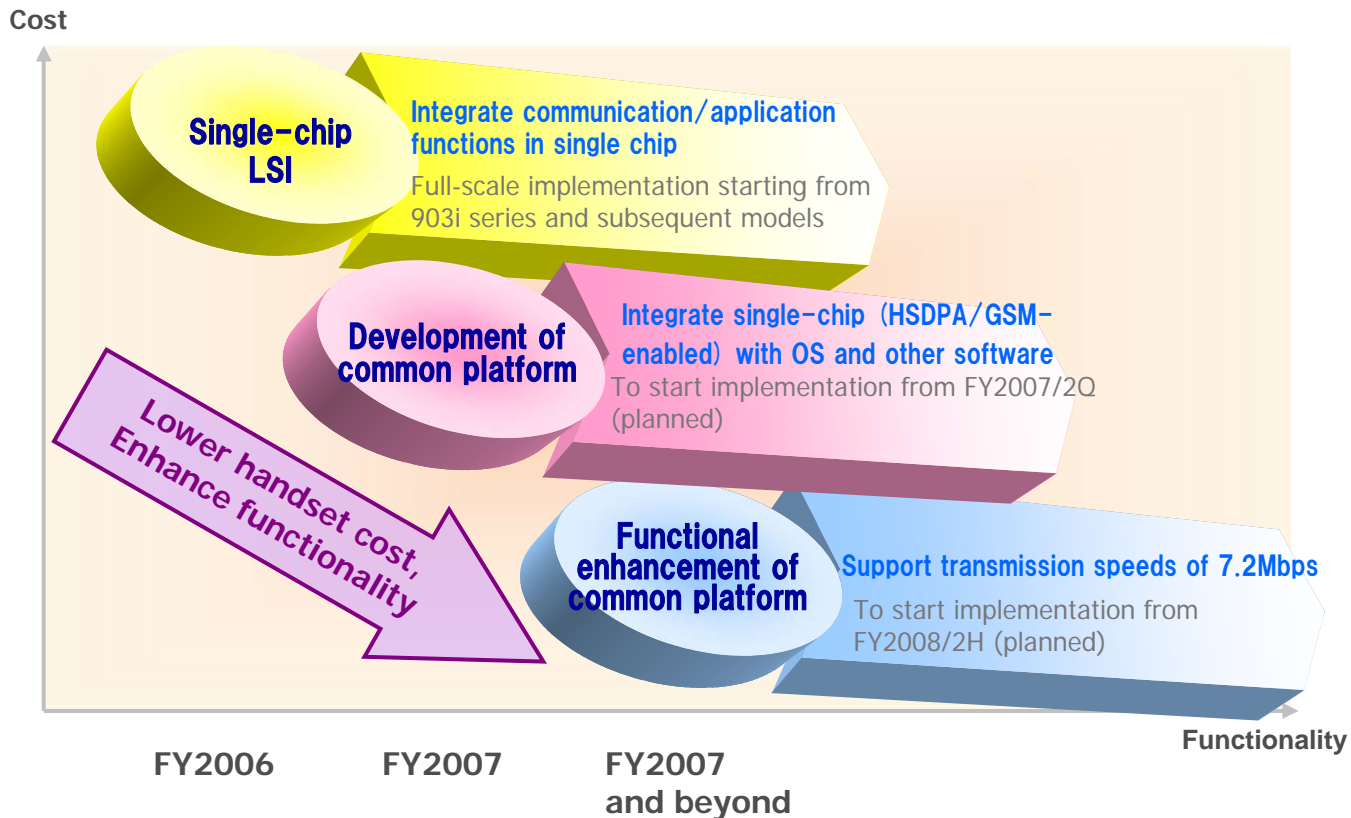 Cost
Single-chip
LSI
Integrate communication/application
functions in single chip
Full-scale implementation starting from
903i series and subsequent models
Development of
common platform
Integrate single-chip (HSDPA/GSM-
enabled) with OS and other software
To start implementation from FY2007/2Q
(planned)
Lower handset cost,
Enhance functionality
Functional
enhancement of
common platform
Support transmission speeds of 7.2Mbps
To start implementation from
FY2008/2H (planned)
Functionality
FY2006
FY2007
FY2007
and beyond